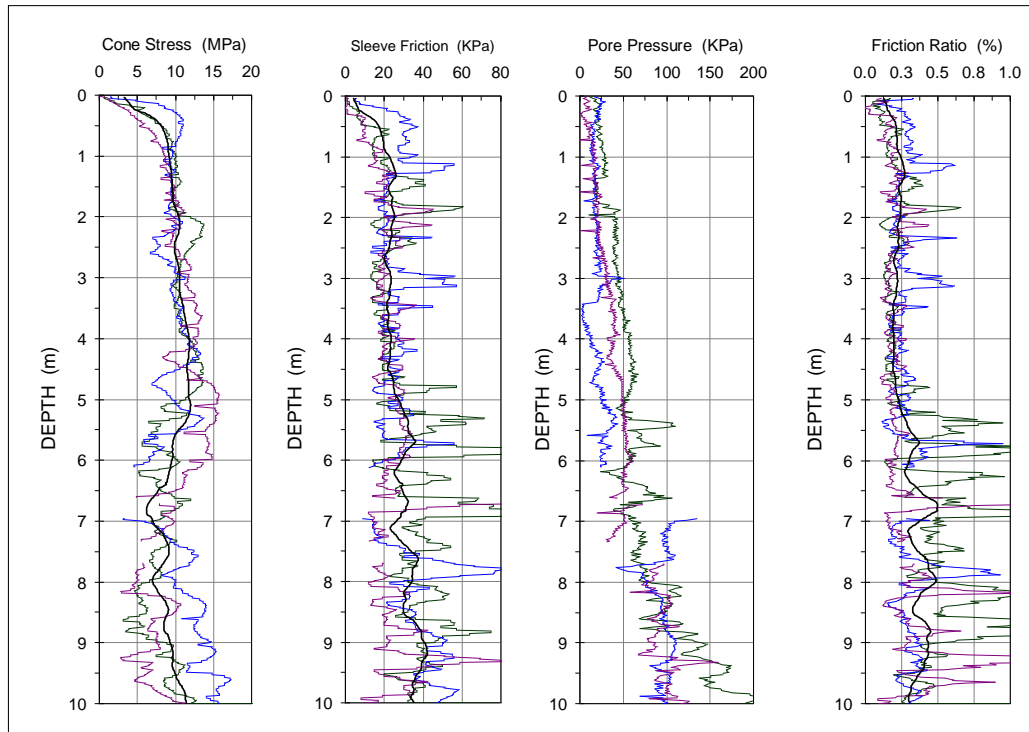 Cone Stress (MPa) Sleeve Friction (KPa) Pore Pressure (KPa) Friction Ratio (%)
0 5 10 15 20 0 20 40 60 80 0 50 100 150 200 0.0 0.3 0.5 0.8 1.0
0 0 0 0
1 1 1 1
2 2 2 2
3 3 3 3
4 4 4 4
DEPTH (m) DEPTH (m) DEPTH (m) DEPTH (m)
5 5 5 5
6 6 6 6
7 7 7 7
8 8 8 8
9 9 9 9
10 10 10 10